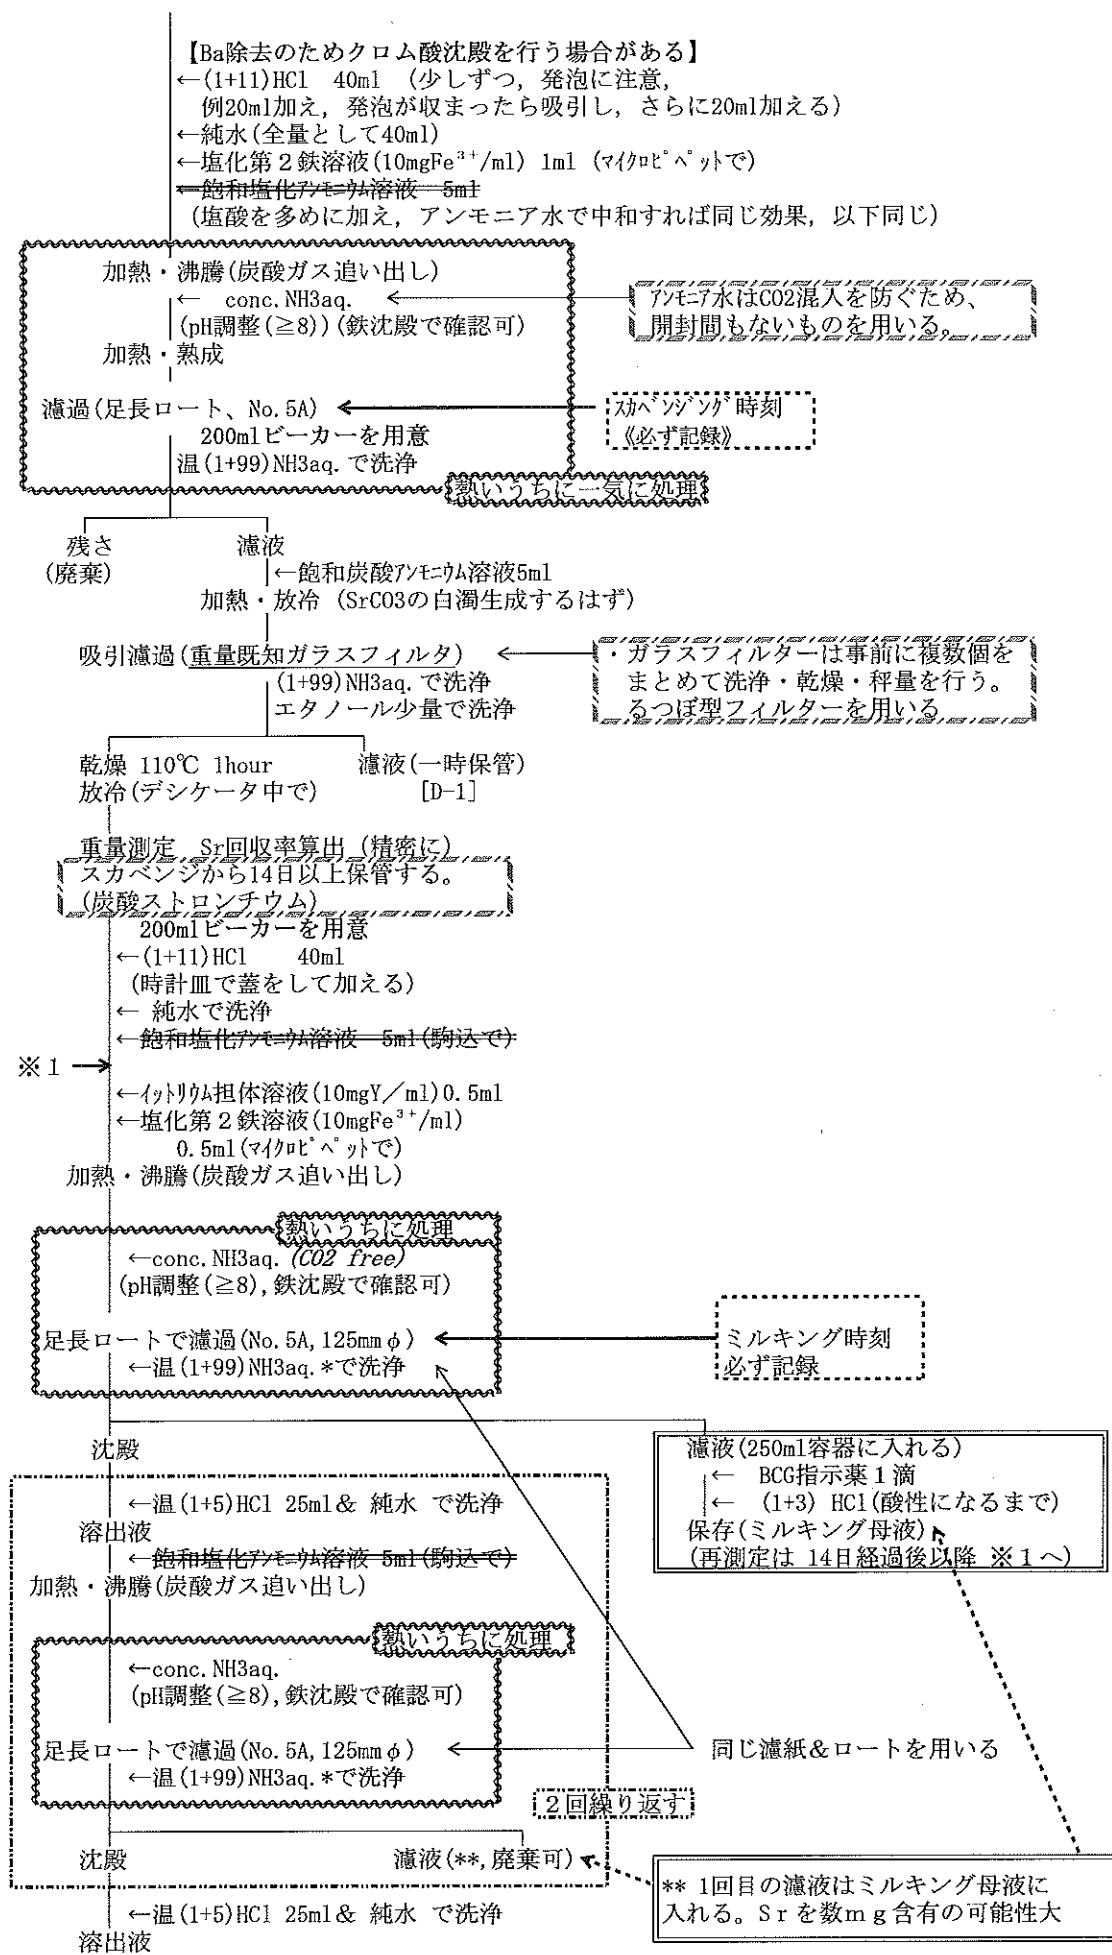 【Ba除去のためクロム酸沈殿を行う場合がある】
←(1+11)HCl 40ml (少しずつ, 発泡に注意,
例20ml加え, 発泡が収まったら吸引し, さらに20ml加える)
←純水(全量として40ml)
←塩化第２鉄溶液(10mgFe³⁺/ml) 1ml (ﾏｲｸﾛﾋﾟﾍﾟｯﾄで)
←飽和塩化ｱﾝﾓﾆｳﾑ溶液 5ml
(塩酸を多めに加え, アンモニア水で中和すれば同じ効果, 以下同じ)
加熱・沸騰(炭酸ガス追い出し)
← conc.NH3aq.
(pH調整(≧8))(鉄沈殿で確認可)
加熱・熟成
ｱﾝﾓﾆｱ水はCO2混入を防ぐため、
開封間もないものを用いる。
濾過(足長ロート、No.5A)
200mlビーカーを用意
温(1+99)NH3aq.で洗浄
ｽｶﾍﾞﾝｼﾞﾝｸﾞ時刻
《必ず記録》
熱いうちに一気に処理
残さ
(廃棄)
濾液
←飽和炭酸ｱﾝﾓﾆｳﾑ溶液5ml
加熱・放冷 (SrCO3の白濁生成するはず)
吸引濾過(重量既知ガラスフィルタ)
(1+99)NH3aq.で洗浄
エタノール少量で洗浄
・ガラスフィルターは事前に複数個を
まとめて洗浄・乾燥・秤量を行う。
るつぼ型フィルターを用いる
乾燥 110℃ 1hour
放冷(デシケータ中で)
濾液(一時保管)
[D-1]
重量測定 Sr回収率算出 (精密に)
スカベンジから14日以上保管する。
(炭酸ストロンチウム)
200mlビーカーを用意
←(1+11)HCl 40ml
(時計皿で蓋をして加える)
← 純水で洗浄
←飽和塩化ｱﾝﾓﾆｳﾑ溶液 5ml(駒込で)
※１→
←ｲｯﾄﾘｳﾑ担体溶液(10mgY／ml)0.5ml
←塩化第２鉄溶液(10mgFe³⁺/ml)
0.5ml(ﾏｲｸﾛﾋﾟﾍﾟｯﾄで)
加熱・沸騰(炭酸ガス追い出し)
熱いうちに処理
←conc.NH3aq.(CO2 free)
(pH調整(≧8),鉄沈殿で確認可)
足長ロートで濾過(No.5A,125mmφ)
←温(1+99)NH3aq.*で洗浄
ミルキング時刻
必ず記録
沈殿
濾液(250ml容器に入れる)
← BCG指示薬１滴
← (1+3) HCl(酸性になるまで)
保存(ミルキング母液)
(再測定は 14日経過後以降 ※１へ)
←温(1+5)HCl 25ml& 純水 で洗浄
溶出液
←飽和塩化ｱﾝﾓﾆｳﾑ溶液 5ml(駒込で)
加熱・沸騰(炭酸ガス追い出し)
熱いうちに処理
←conc.NH3aq.
(pH調整(≧8),鉄沈殿で確認可)
足長ロートで濾過(No.5A,125mmφ)
←温(1+99)NH3aq.*で洗浄
同じ濾紙＆ロートを用いる
２回繰り返す
沈殿
濾液(**,廃棄可)
** 1回目の濾液はミルキング母液に
入れる。Ｓｒを数ｍｇ含有の可能性大
←温(1+5)HCl 25ml& 純水 で洗浄
溶出液